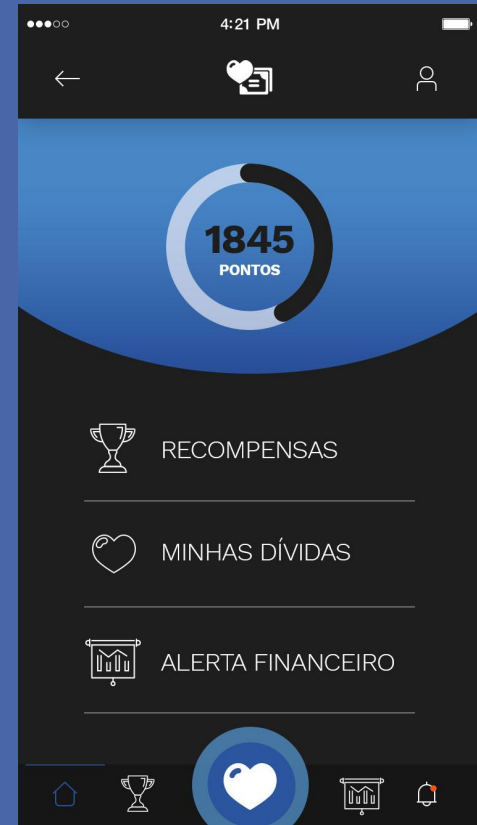 4:21 PM
1845
PONTOS
RECOMPENSAS
MINHAS DÍVIDAS
ALERTA FINANCEIRO